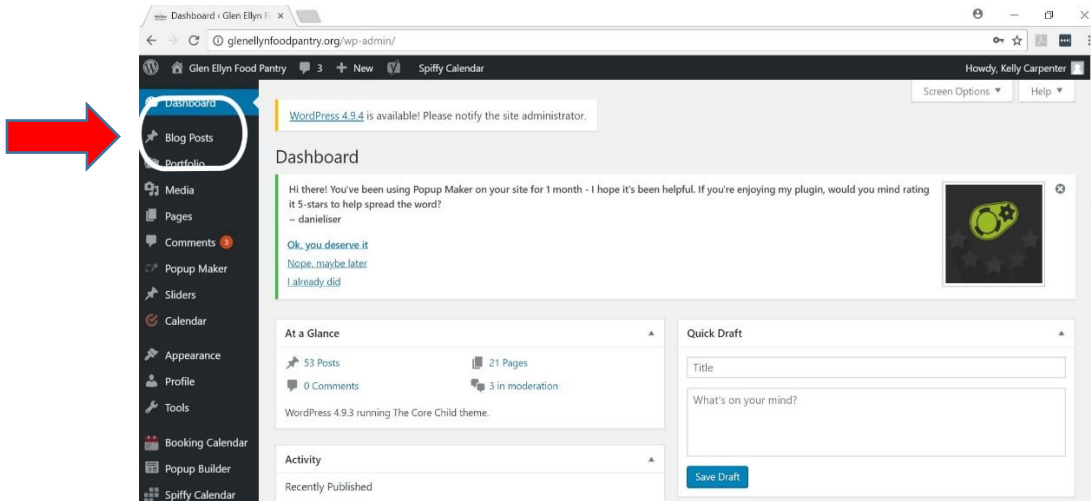 Dashboard ‹ Glen Ellyn F
glenellynfoodpantry.org/wp-admin/
Glen Ellyn Food Pantry 3 + New Spiffy Calendar Howdy, Kelly Carpenter
Screen Options Help
Dashboard
Blog Posts
Portfolio
Media
Pages
Comments 3
Popup Maker
Sliders
Calendar
Appearance
Profile
Tools
Booking Calendar
Popup Builder
Spiffy Calendar
WordPress 4.9.4 is available! Please notify the site administrator.
Dashboard
Hi there! You've been using Popup Maker on your site for 1 month - I hope it's been helpful. If you're enjoying my plugin, would you mind rating
it 5-stars to help spread the word?
~ danieliser
Ok, you deserve it
Nope, maybe later
I already did
At a Glance
53 Posts 21 Pages
0 Comments 3 in moderation
WordPress 4.9.3 running The Core Child theme.
Activity
Recently Published
Quick Draft
Title
What's on your mind?
Save Draft